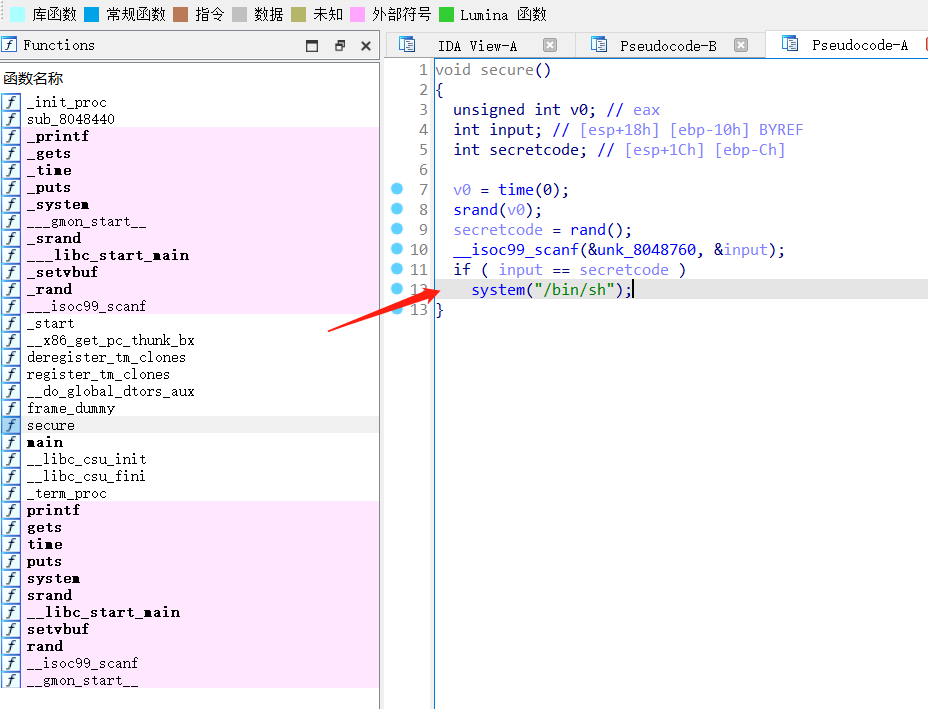 库函数 常规函数 指令 数据 未知 外部符号 Lumina 函数
Functions
IDA View-A Pseudocode-B Pseudocode-A
函数名称
f _init_proc
f sub_8048440
f _printf
f _gets
f _time
f _puts
f _system
f ___gmon_start__
f _srand
f ___libc_start_main
f _setvbuf
f _rand
f ___isoc99_scanf
f _start
f __x86_get_pc_thunk_bx
f deregister_tm_clones
f register_tm_clones
f __do_global_dtors_aux
f frame_dummy
f secure
f main
f __libc_csu_init
f __libc_csu_fini
f _term_proc
f printf
f gets
f time
f puts
f system
f srand
f __libc_start_main
f setvbuf
f rand
f __isoc99_scanf
f __gmon_start__
1 void secure()
2 {
3 unsigned int v0; // eax
4 int input; // [esp+18h] [ebp-10h] BYREF
5 int secretcode; // [esp+1Ch] [ebp-Ch]
6
7 v0 = time(0);
8 srand(v0);
9 secretcode = rand();
10 __isoc99_scanf(&unk_8048760, &input);
11 if ( input == secretcode )
system("/bin/sh");
13 }